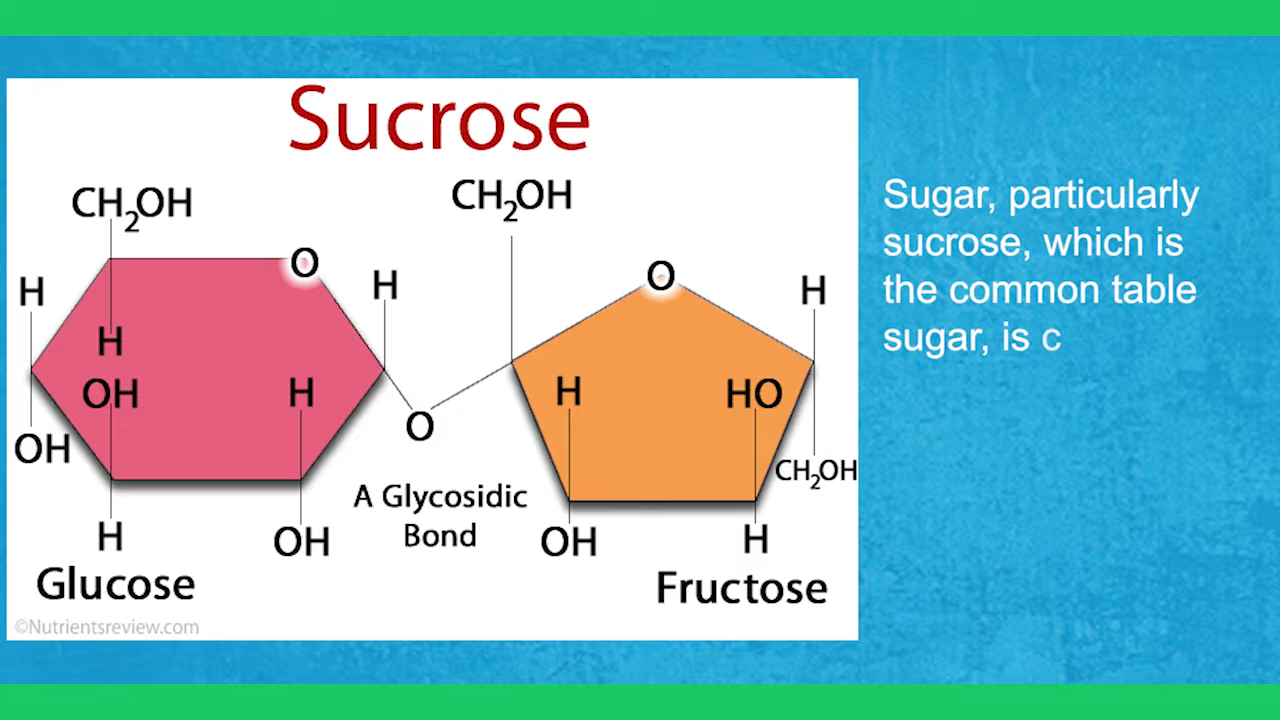 Sucrose
CH₂OH
CH₂OH
O
O
H
H
H
H
OH
H
H
HO
O
OH
CH₂OH
A Glycosidic
Bond
H
OH
OH
H
Glucose
Fructose
©Nutrientsreview.com
Sugar, particularly
sucrose, which is
the common table
sugar, is c